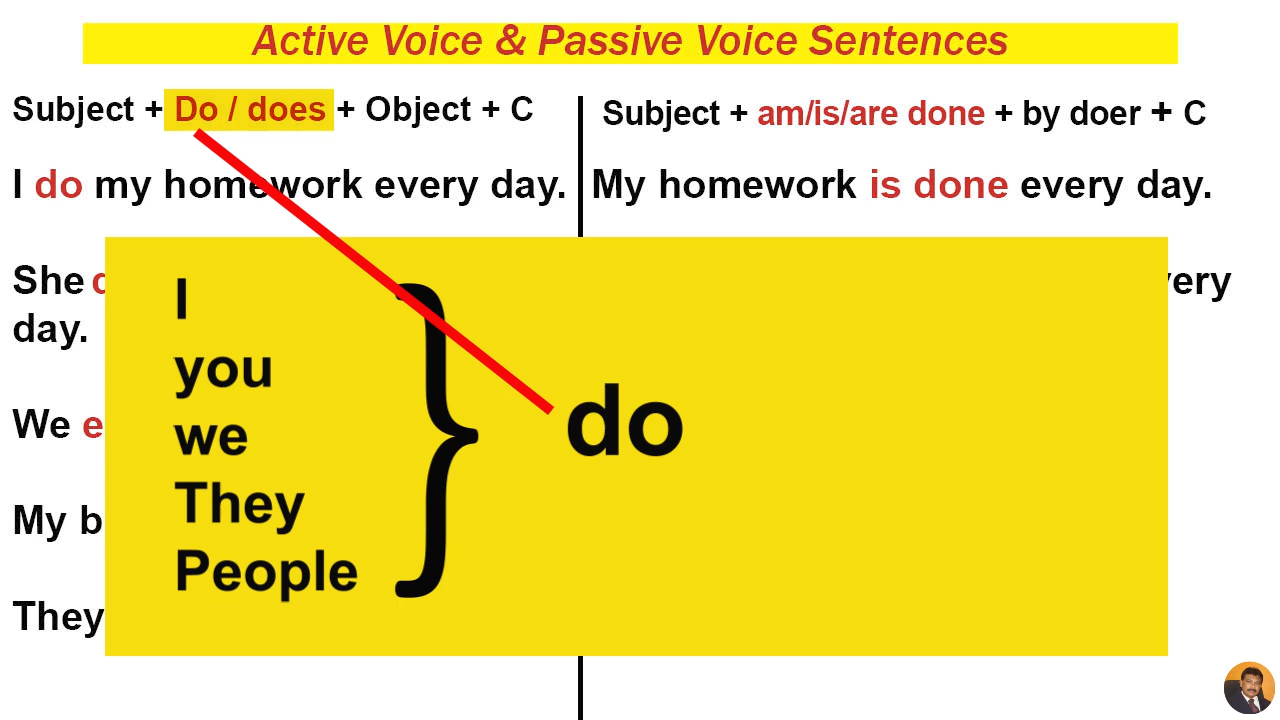 Active Voice & Passive Voice Sentences
Subject + Do / does + Object + C
Subject + am/is/are done + by doer + C
I do my homework every day.
My homework is done every day.
She
day.
We e
My b
They
I
you
we
They
People
} do